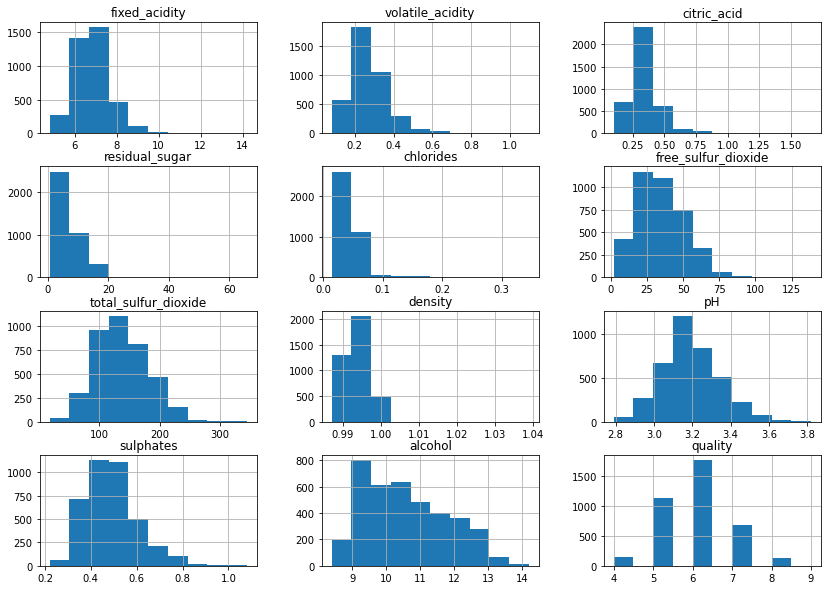 fixed_acidity volatile_acidity citric_acid
1500 1000 500 0
1500 1000 500 0
2000 1500 1000 500 0
6 8 10 12 14
0.2 0.4 0.6 0.8 1.0
0.25 0.50 0.75 1.00 1.25 1.50
residual_sugar chlorides free_sulfur_dioxide
2000 1000 0
2000 1000 0
1000 750 500 250 0
0 20 40 60
0.0 0.1 0.2 0.3
0 25 50 75 100 125
total_sulfur_dioxide density pH
1000 750 500 250 0
2000 1500 1000 500 0
1000 500 0
100 200 300
0.99 1.00 1.01 1.02 1.03 1.04
2.8 3.0 3.2 3.4 3.6 3.8
sulphates alcohol quality
1000 750 500 250 0
800 600 400 200 0
1500 1000 500 0
0.2 0.4 0.6 0.8 1.0
9 10 11 12 13 14
4 5 6 7 8 9